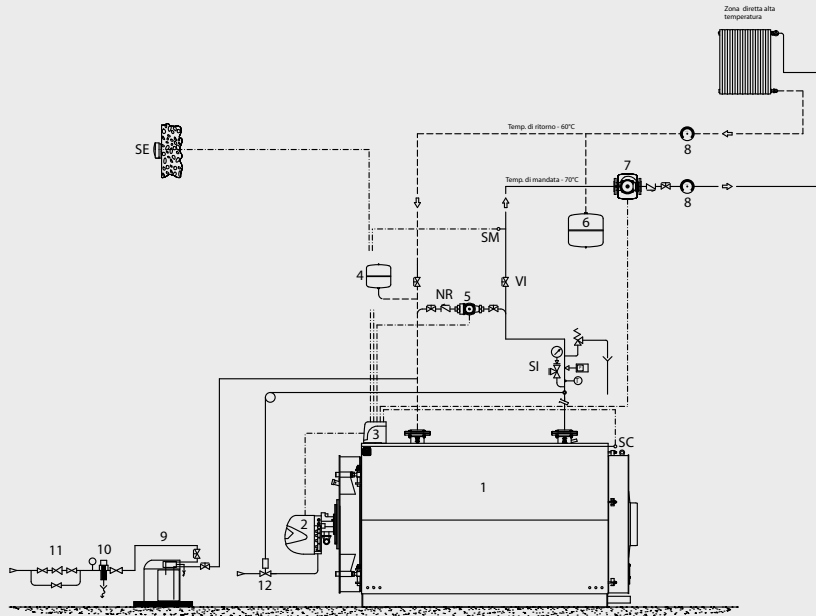 Zona diretta alta
temperatura
SE
Temp. di ritorno - 60°C
8
7
Temp. di mandata - 70°C
8
6
SM
4
VI
NR
5
SI
3
SC
1
2
9
10
11
12